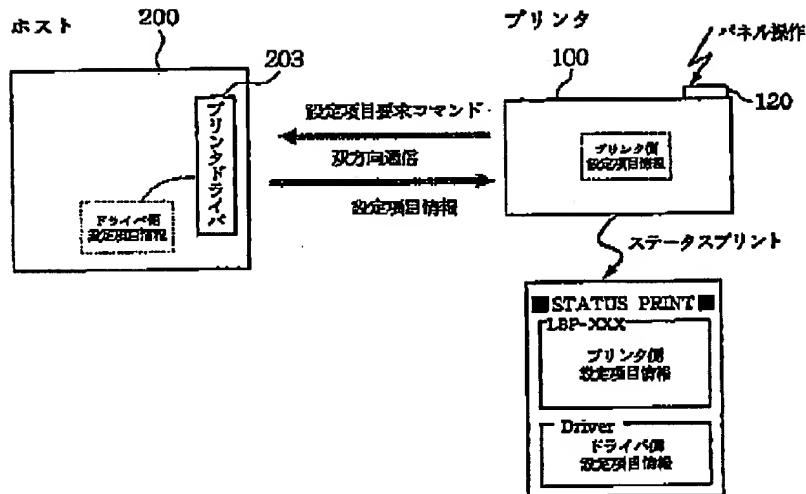 ホスト
200
203
プリンタドライバ
ドライバ側
設定項目情報
設定項目要求コマンド
双方向通信
設定項目情報
プリンタ
100
パネル操作
120
プリンタ側
設定項目情報
ステータスプリント
■STATUS PRINT■
LBP-XXX
プリンタ側
設定項目情報
Driver
ドライバ側
設定項目情報